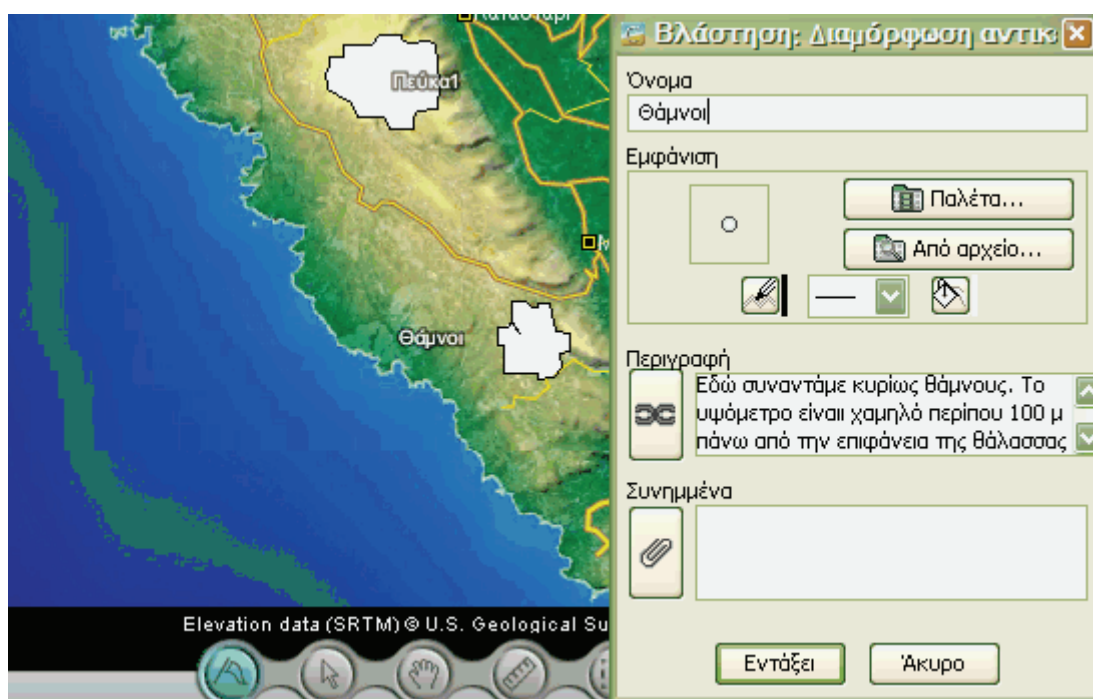 Πεύκα1
Θάμνοι
Elevation data (SRTM) © U.S. Geological Su
Βλάστηση: Διαμόρφωση αντικ
Όνομα
Θάμνοι
Εμφάνιση
Παλέτα...
Από αρχείο...
Περιγραφή
Εδώ συναντάμε κυρίως θάμνους. Το
υψόμετρο είναιι χαμηλό περίπου 100 μ
πάνω από την επιφάνεια της θάλασσας
Συνημμένα
Εντάξει
Άκυρο